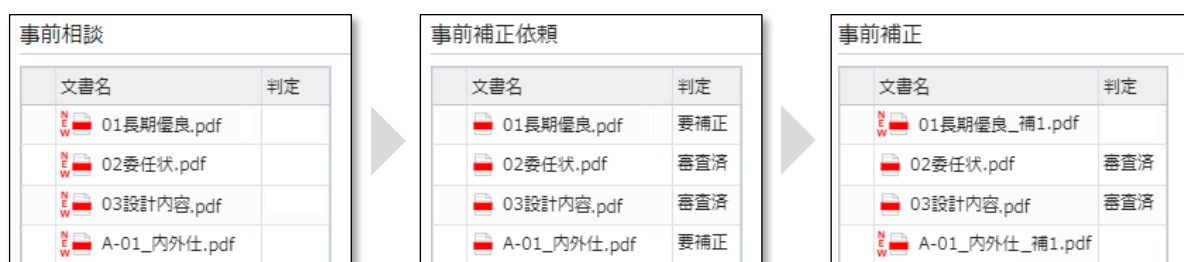 事前相談
文書名 判定
NEW 01長期優良.pdf
NEW 02委任状.pdf
NEW 03設計内容.pdf
NEW A-01_内外仕.pdf
事前補正依頼
文書名 判定
01長期優良.pdf 要補正
02委任状.pdf 審査済
03設計内容.pdf 審査済
A-01_内外仕.pdf 要補正
事前補正
文書名 判定
NEW 01長期優良_補1.pdf
02委任状.pdf 審査済
03設計内容.pdf 審査済
NEW A-01_内外仕_補1.pdf